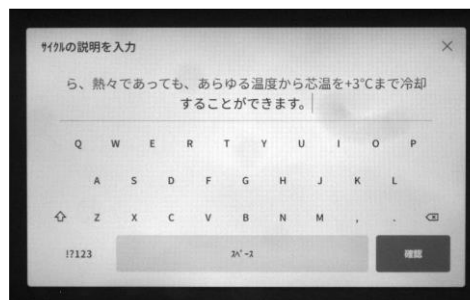 サイクルの説明を入力
ら、熱々であっても、あらゆる温度から芯温を+3°Cまで冷却
することができます。
Q W E R T Y U I O P
A S D F G H J K L
Z X C V B N M , .
!?123 スペース 確認